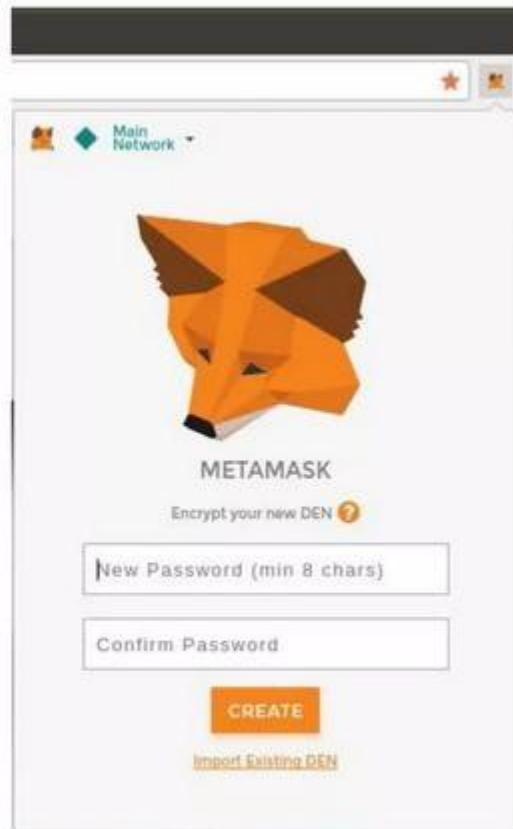 Main
Network
METAMASK
Encrypt your new DEN ?
New Password (min 8 chars)
Confirm Password
CREATE
Import Existing DEN